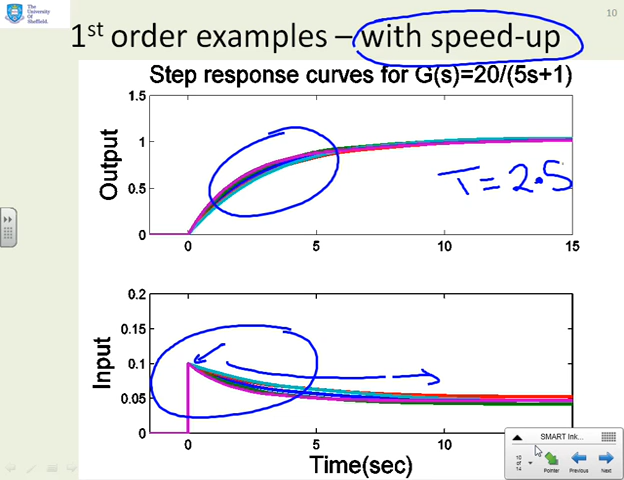 The
University
Of
Sheffield.
10
1st order examples – with speed-up
Step response curves for G(s)=20/(5s+1)
1.5
1
0.5
0
Output
0
5
10
15
T=2.5
0.2
0.15
0.1
0.05
0
Input
0
5
10
Time(sec)
SMART Ink...
Pointer
Previous
Next